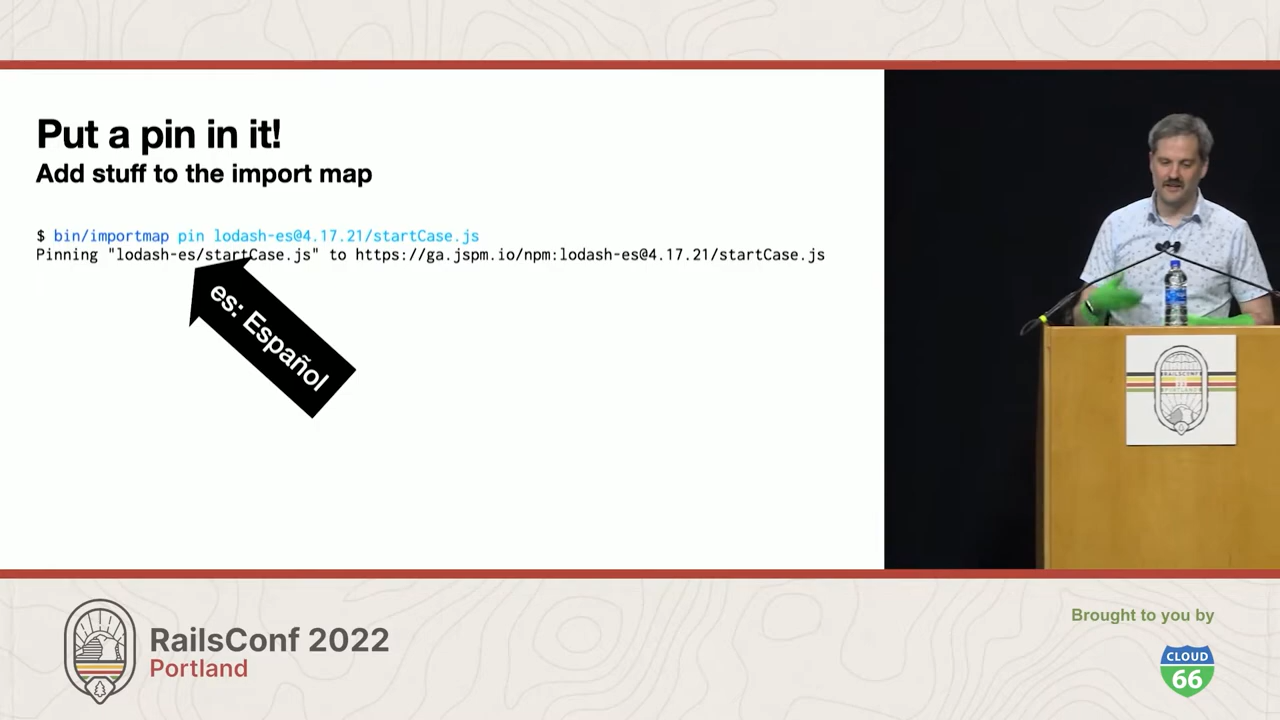 Put a pin in it!
Add stuff to the import map
$ bin/importmap pin lodash-es@4.17.21/startCase.js
Pinning "lodash-es/startCase.js" to https://ga.jspm.io/npm:lodash-es@4.17.21/startCase.js
es: Español
RAILSCONF
PORTLAND
RailsConf 2022
Portland
Brought to you by
CLOUD
66